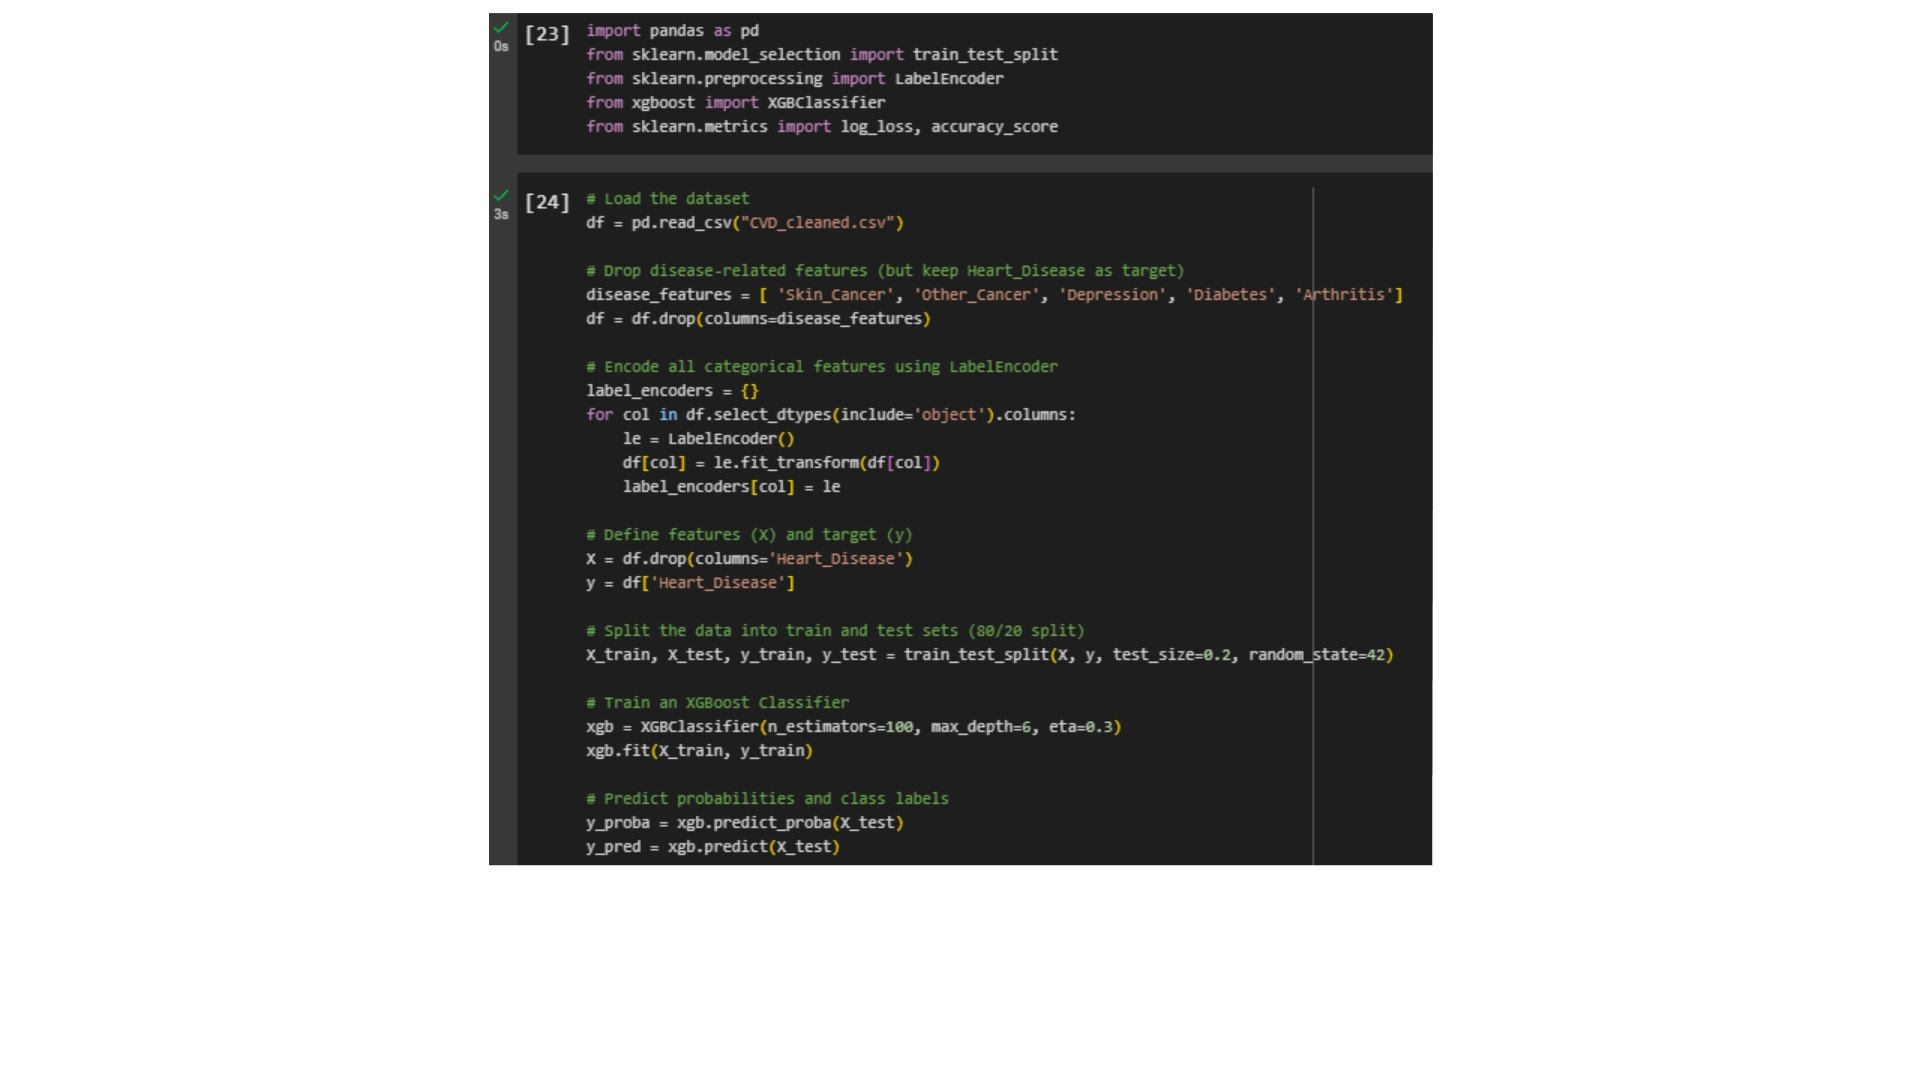 [23] import pandas as pd
0s
from sklearn.model_selection import train_test_split
from sklearn.preprocessing import LabelEncoder
from xgboost import XGBClassifier
from sklearn.metrics import log_loss, accuracy_score
[24] # Load the dataset
3s
df = pd.read_csv("CVD_cleaned.csv")
# Drop disease-related features (but keep Heart_Disease as target)
disease_features = [ 'Skin_Cancer', 'Other_Cancer', 'Depression', 'Diabetes', 'Arthritis']
df = df.drop(columns=disease_features)
# Encode all categorical features using LabelEncoder
label_encoders = {}
for col in df.select_dtypes(include='object').columns:
    le = LabelEncoder()
    df[col] = le.fit_transform(df[col])
    label_encoders[col] = le
# Define features (X) and target (y)
X = df.drop(columns='Heart_Disease')
y = df['Heart_Disease']
# Split the data into train and test sets (80/20 split)
X_train, X_test, y_train, y_test = train_test_split(X, y, test_size=0.2, random_state=42)
# Train an XGBoost Classifier
xgb = XGBClassifier(n_estimators=100, max_depth=6, eta=0.3)
xgb.fit(X_train, y_train)
# Predict probabilities and class labels
y_proba = xgb.predict_proba(X_test)
y_pred = xgb.predict(X_test)